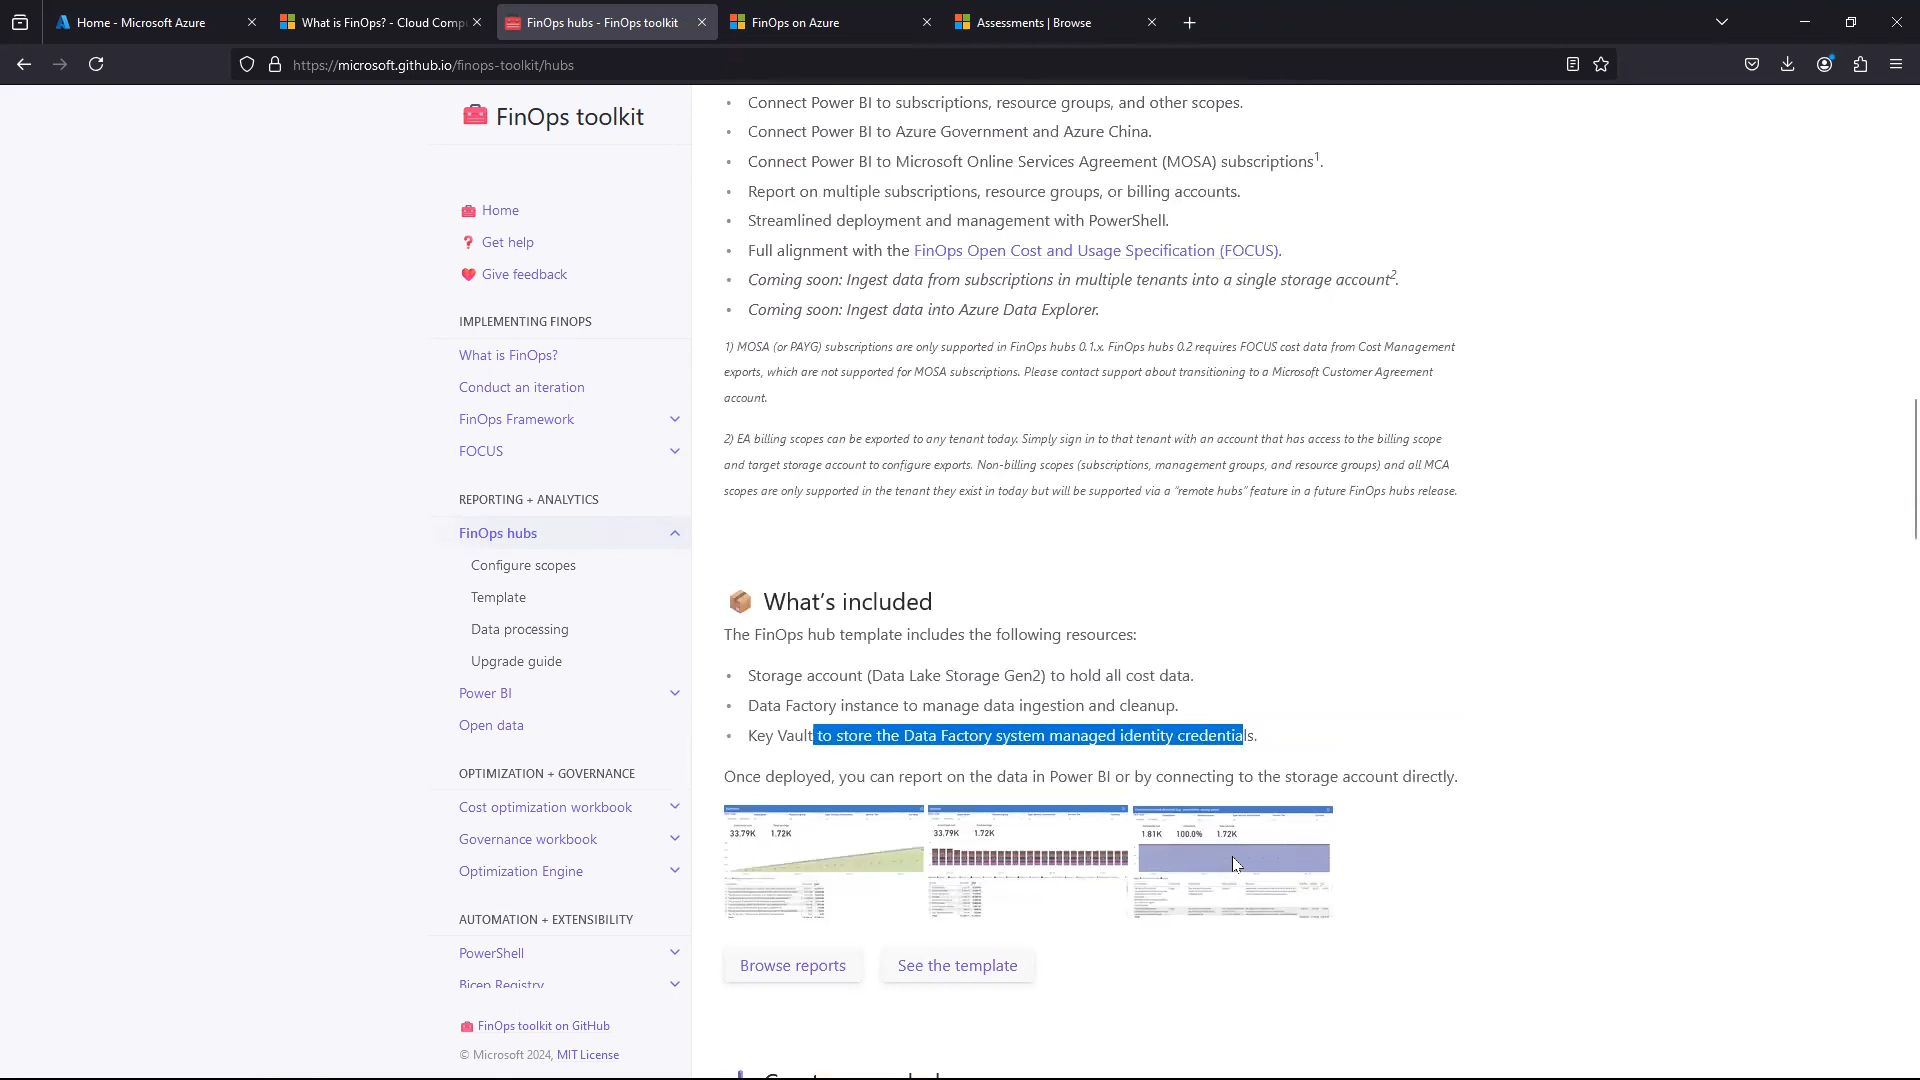 Home - Microsoft Azure
What is FinOps? - Cloud Comp
FinOps hubs - FinOps toolkit
FinOps on Azure
Assessments | Browse
https://microsoft.github.io/finops-toolkit/hubs
FinOps toolkit
Home
Get help
Give feedback
IMPLEMENTING FINOPS
What is FinOps?
Conduct an iteration
FinOps Framework
FOCUS
REPORTING + ANALYTICS
FinOps hubs
Configure scopes
Template
Data processing
Upgrade guide
Power BI
Open data
OPTIMIZATION + GOVERNANCE
Cost optimization workbook
Governance workbook
Optimization Engine
AUTOMATION + EXTENSIBILITY
PowerShell
Bicep Registry
FinOps toolkit on GitHub
© Microsoft 2024, MIT License
• Connect Power BI to subscriptions, resource groups, and other scopes.
• Connect Power BI to Azure Government and Azure China.
• Connect Power BI to Microsoft Online Services Agreement (MOSA) subscriptions1.
• Report on multiple subscriptions, resource groups, or billing accounts.
• Streamlined deployment and management with PowerShell.
• Full alignment with the FinOps Open Cost and Usage Specification (FOCUS).
• Coming soon: Ingest data from subscriptions in multiple tenants into a single storage account2.
• Coming soon: Ingest data into Azure Data Explorer.
1) MOSA (or PAYG) subscriptions are only supported in FinOps hubs 0.1.x. FinOps hubs 0.2 requires FOCUS cost data from Cost Management
exports, which are not supported for MOSA subscriptions. Please contact support about transitioning to a Microsoft Customer Agreement
account.
2) EA billing scopes can be exported to any tenant today. Simply sign in to that tenant with an account that has access to the billing scope
and target storage account to configure exports. Non-billing scopes (subscriptions, management groups, and resource groups) and all MCA
scopes are only supported in the tenant they exist in today but will be supported via a "remote hubs" feature in a future FinOps hubs release.
What's included
The FinOps hub template includes the following resources:
• Storage account (Data Lake Storage Gen2) to hold all cost data.
• Data Factory instance to manage data ingestion and cleanup.
• Key Vault to store the Data Factory system managed identity credentials.
Once deployed, you can report on the data in Power BI or by connecting to the storage account directly.
33.79K 1.72K
33.79K 1.72K
1.81K 100.0% 1.72K
Browse reports
See the template